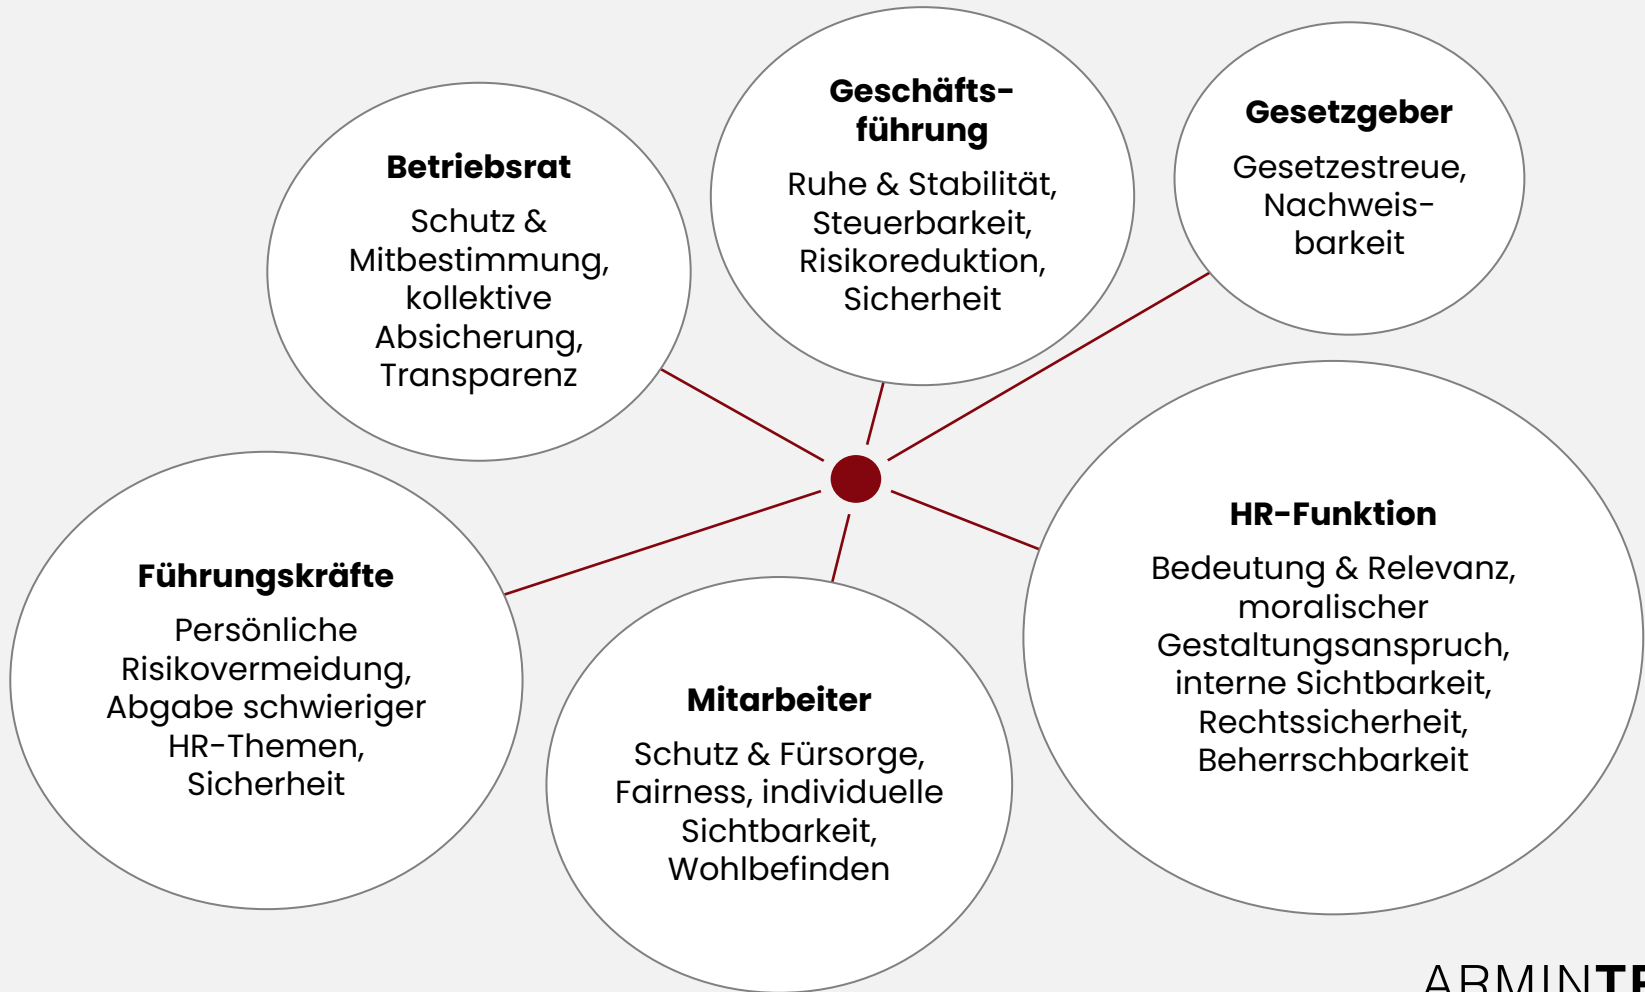 Betriebsrat
Schutz &
Mitbestimmung,
kollektive
Absicherung,
Transparenz
Geschäfts-
führung
Ruhe & Stabilität,
Steuerbarkeit,
Risikoreduktion,
Sicherheit
Gesetzgeber
Gesetzestreue,
Nachweis-
barkeit
Führungskräfte
Persönliche
Risikovermeidung,
Abgabe schwieriger
HR-Themen,
Sicherheit
Mitarbeiter
Schutz & Fürsorge,
Fairness, individuelle
Sichtbarkeit,
Wohlbefinden
HR-Funktion
Bedeutung & Relevanz,
moralischer
Gestaltungsanspruch,
interne Sichtbarkeit,
Rechtssicherheit,
Beherrschbarkeit